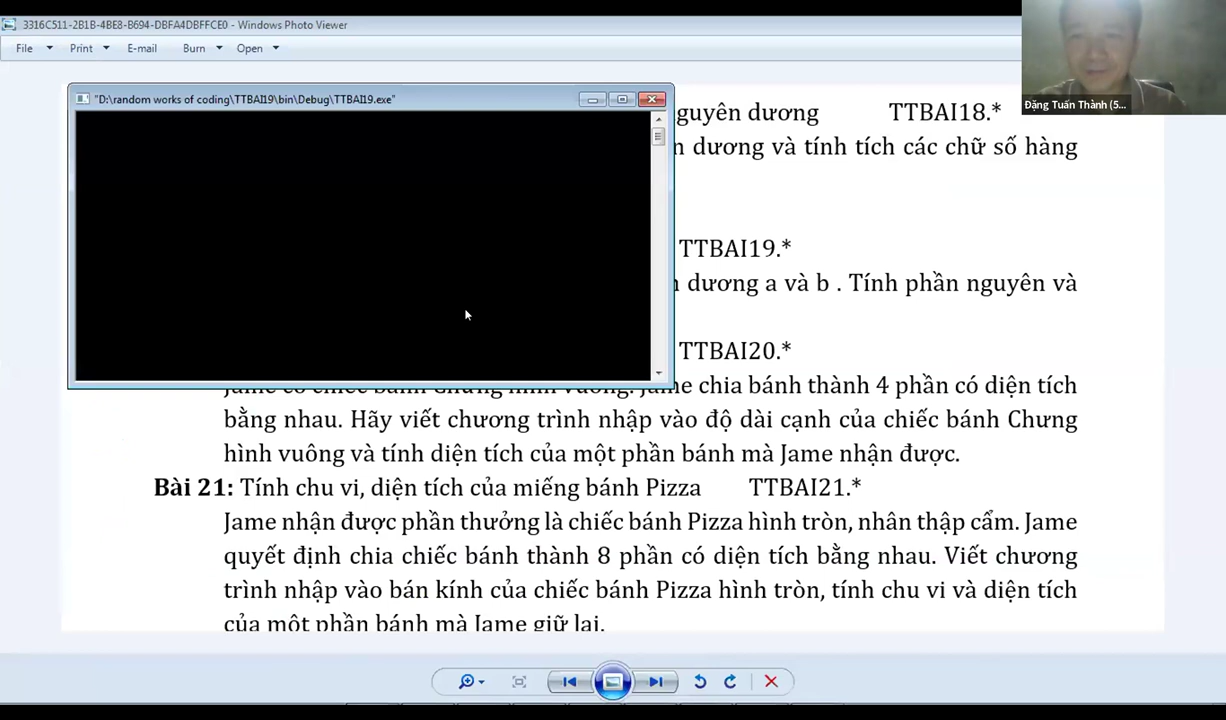 3316C511-2B1B-4BE8-B694-DBFA4DBFFCE0 - Windows Photo Viewer
File Print E-mail Burn Open
Đặng Tuấn Thành (5...
"D:\random works of coding\TTBAI19\bin\Debug\TTBAI19.exe"
nguyên dương TTBAI18.*
dương và tính tích các chữ số hàng
TTBAI19.*
dương a và b . Tính phần nguyên và
TTBAI20.*
Jame chia bánh thành 4 phần có diện tích
bằng nhau. Hãy viết chương trình nhập vào độ dài cạnh của chiếc bánh Chưng
hình vuông và tính diện tích của một phần bánh mà Jame nhận được.
Bài 21: Tính chu vi, diện tích của miếng bánh Pizza TTBAI21.*
Jame nhận được phần thưởng là chiếc bánh Pizza hình tròn, nhân thập cẩm. Jame
quyết định chia chiếc bánh thành 8 phần có diện tích bằng nhau. Viết chương
trình nhập vào bán kính của chiếc bánh Pizza hình tròn, tính chu vi và diện tích
của một phần bánh mà Jame giữ lại.